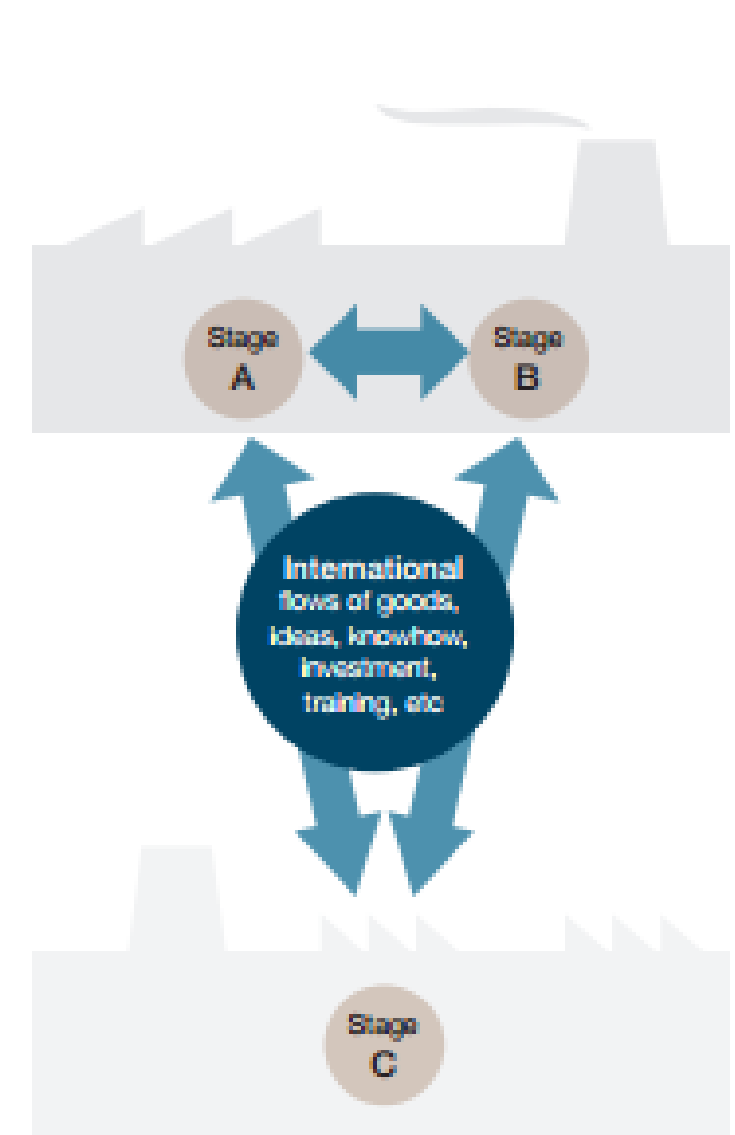 Stage
A
Stage
B
International
flows of goods,
ideas, knowhow,
investment,
training, etc
Stage
C